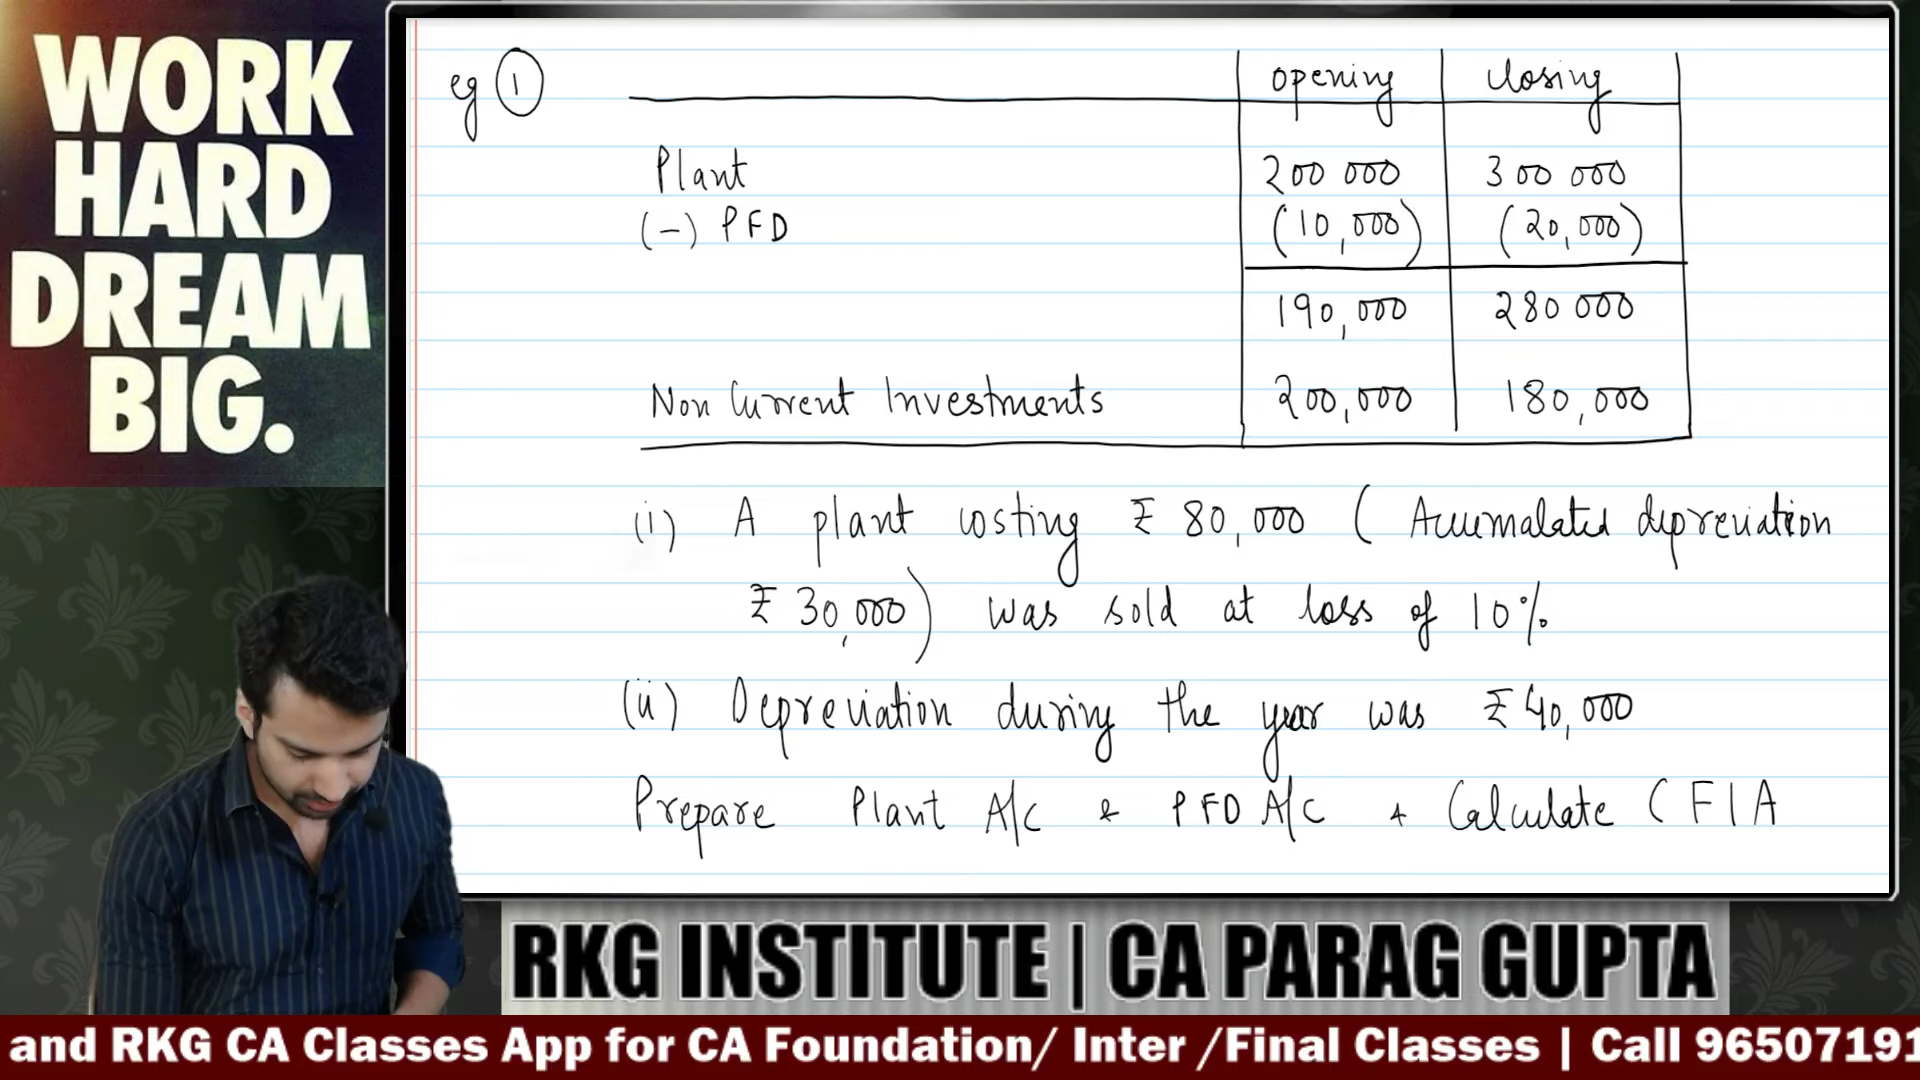 WORK
HARD
DREAM
BIG.
eg ①
opening closing
Plant 200 000 300 000
(-) PFD (10,000) (20,000)
190,000 280 000
Non Current Investments 200,000 180,000
(i) A plant costing ₹ 80,000 ( Accumalated depreciation
₹ 30,000) was sold at loss of 10%
(ii) Depreciation during the year was ₹ 40,000
Prepare Plant A/c & PFD A/c + Calculate CFIA
RKG INSTITUTE | CA PARAG GUPTA
and RKG CA Classes App for CA Foundation/ Inter /Final Classes | Call 96507191